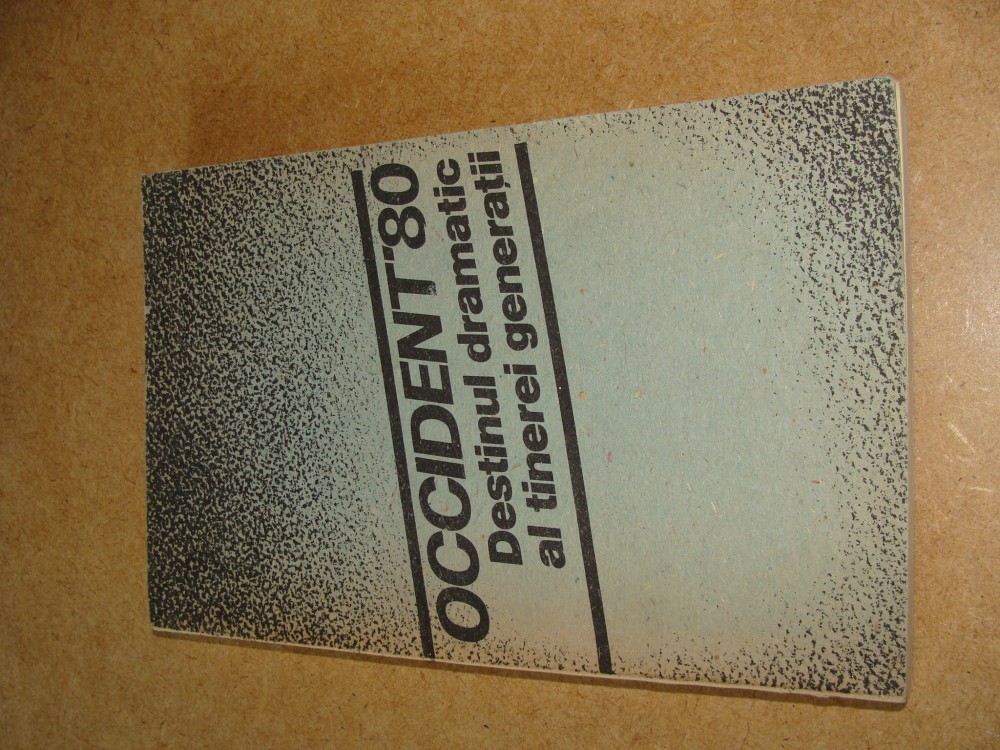 OCCIDENT'80
Destinul dramatic
al tinerei generații